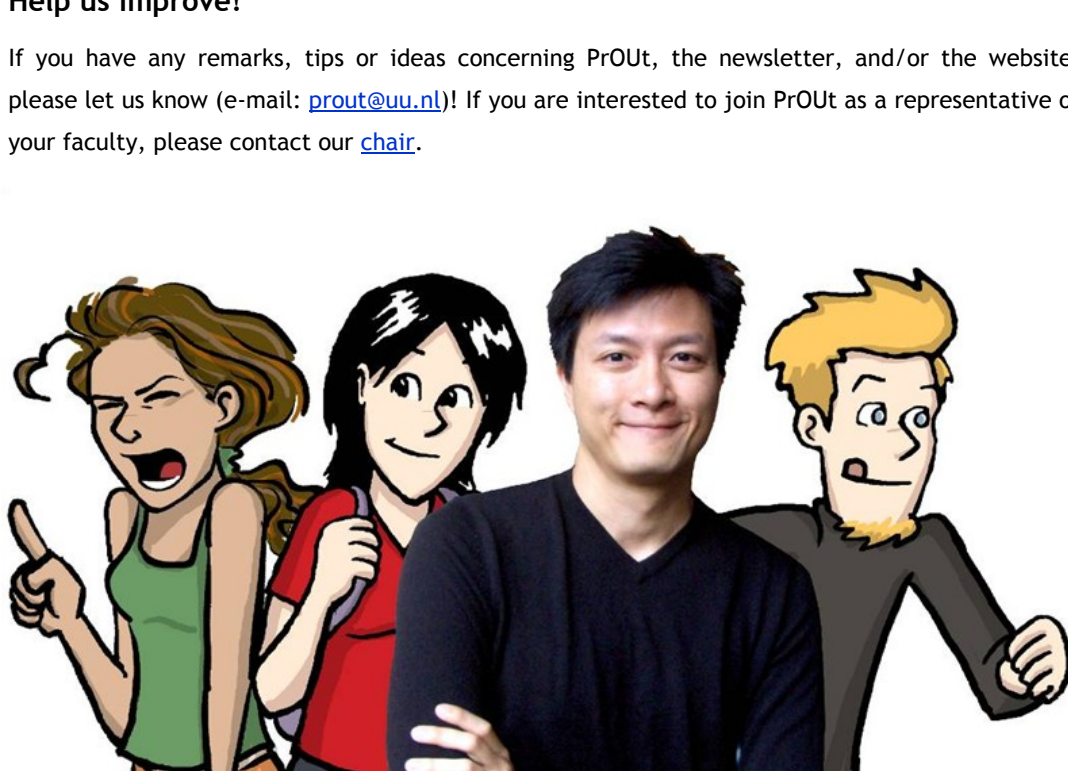 Help us improve!
If you have any remarks, tips or ideas concerning PrOUt, the newsletter, and/or the website
please let us know (e-mail: prout@uu.nl)! If you are interested to join PrOUt as a representative o
your faculty, please contact our chair.